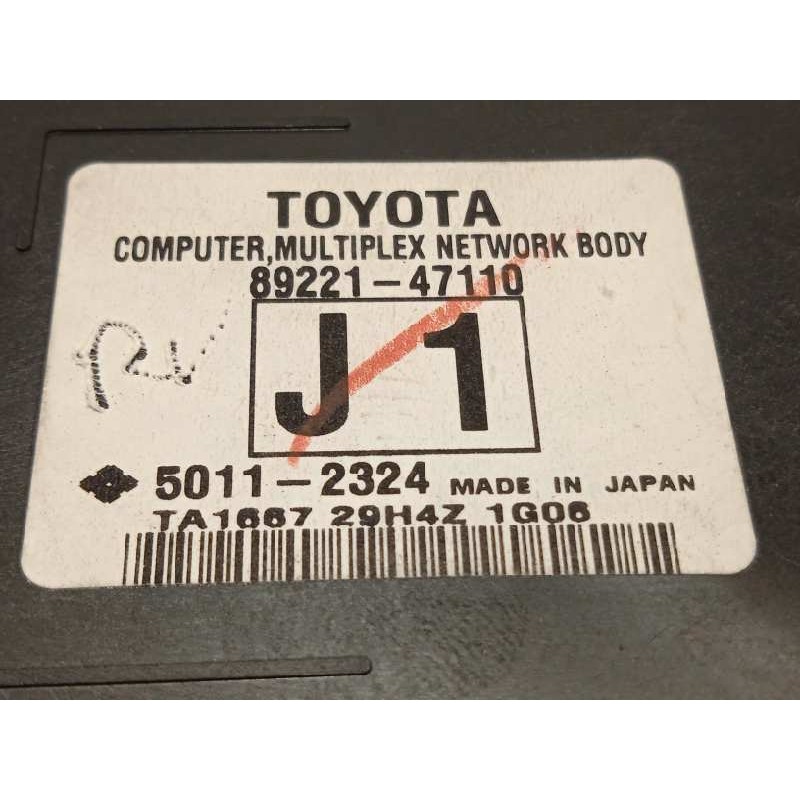 TOYOTA
COMPUTER,MULTIPLEX NETWORK BODY
89221-47110
J1
5011-2324 MADE IN JAPAN
TA1667 29H4Z 1G06